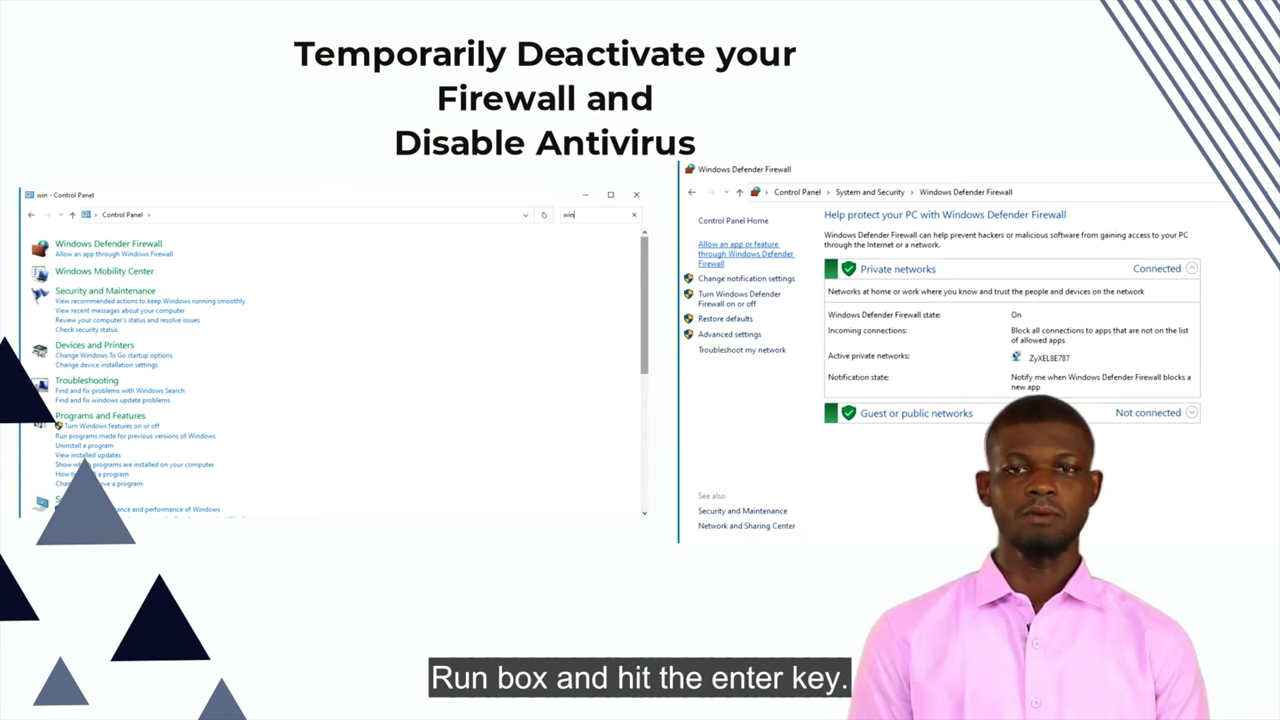 Temporarily Deactivate your
Firewall and
Disable Antivirus
win - Control Panel
Control Panel
win
Windows Defender Firewall
Allow an app through Windows Firewall
Windows Mobility Center
Security and Maintenance
View recommended actions to keep Windows running smoothly
View recent messages about your computer
Review your computer's status and resolve issues
Check security status
Devices and Printers
Change Windows To Go startup options
Change device installation settings
Troubleshooting
Find and fix problems with Windows Search
Find and fix windows update problems
Programs and Features
Turn Windows features on or off
Run programs made for previous versions of Windows
Uninstall a program
View installed updates
programs are installed on your computer
a program
a program
and performance of Windows
Windows Defender Firewall
Control Panel > System and Security > Windows Defender Firewall
Control Panel Home
Allow an app or feature
through Windows Defender
Firewall
Change notification settings
Turn Windows Defender
Firewall on or off
Restore defaults
Advanced settings
Troubleshoot my network
See also
Security and Maintenance
Network and Sharing Center
Help protect your PC with Windows Defender Firewall
Windows Defender Firewall can help prevent hackers or malicious software from gaining access to your PC
through the Internet or a network.
Private networks Connected
Networks at home or work where you know and trust the people and devices on the network
Windows Defender Firewall state: On
Incoming connections: Block all connections to apps that are not on the list
of allowed apps
Active private networks: ZyXEL8E787
Notification state: Notify me when Windows Defender Firewall blocks a
new app
Guest or public networks Not connected
Run box and hit the enter key.